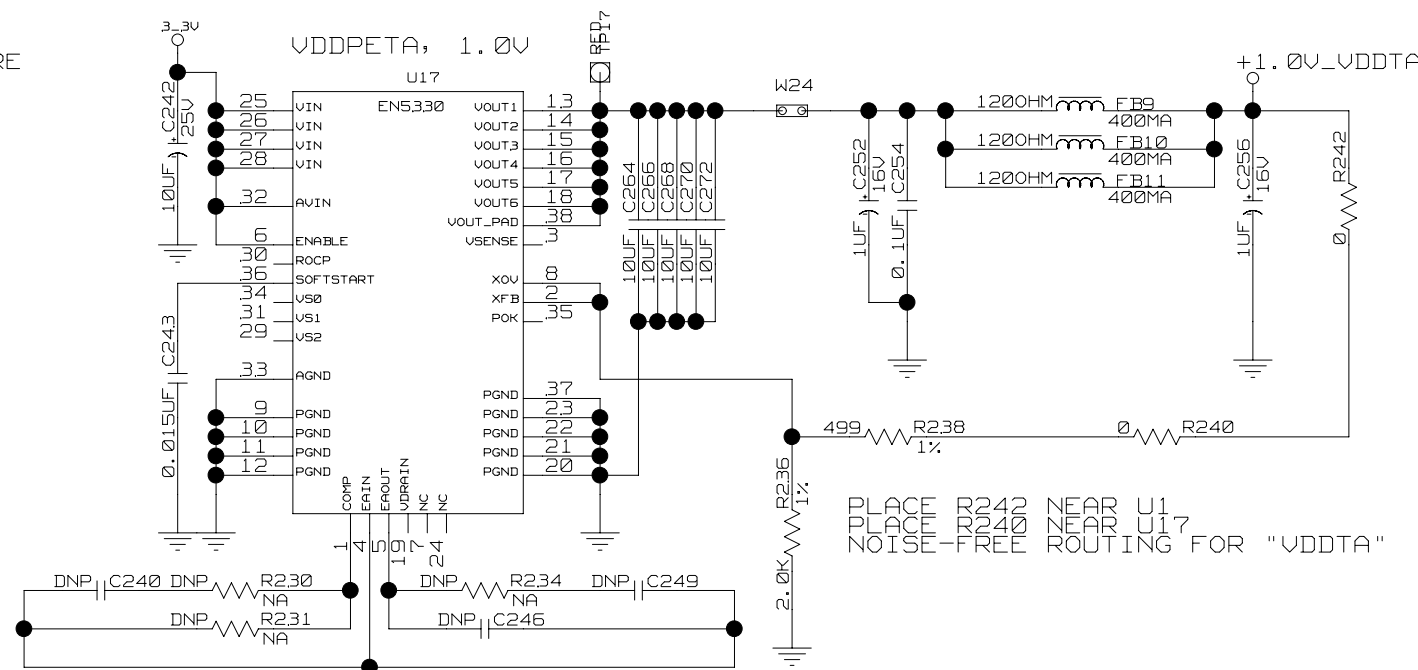 RE
3_3V
VDDPETA, 1.0V
RED
TP17
+1.0V_VDDTA
U17
EN5330
C242
25V
10UF
25 VIN
26 VIN
27 VIN
28 VIN
32 AVIN
6 ENABLE
30 ROCP
36 SOFTSTART
34 VS0
31 VS1
29 VS2
33 AGND
9 PGND
10 PGND
11 PGND
12 PGND
VOUT1 13
VOUT2 14
VOUT3 15
VOUT4 16
VOUT5 17
VOUT6 18
VOUT_PAD 38
VSENSE 3
XOV 8
XFB 2
POK 35
PGND 37
PGND 23
PGND 22
PGND 21
PGND 20
COMP 1
EAIN 4
EAOUT 5
VDRAIN 19
NC 7
NC 24
C243
0.015UF
C264 10UF
C266 10UF
C268 10UF
C270 10UF
C272 10UF
W24
C252
16V
1UF
C254
0.1UF
120OHM FB9
400MA
120OHM FB10
400MA
120OHM FB11
400MA
C256
16V
1UF
R242
0
499 R238
1%
0 R240
R236
1%
2.0K
PLACE R242 NEAR U1
PLACE R240 NEAR U17
NOISE-FREE ROUTING FOR "VDDTA"
DNP C240 DNP R230
NA
DNP R231
NA
DNP R234
NA
DNP C249
DNP C246